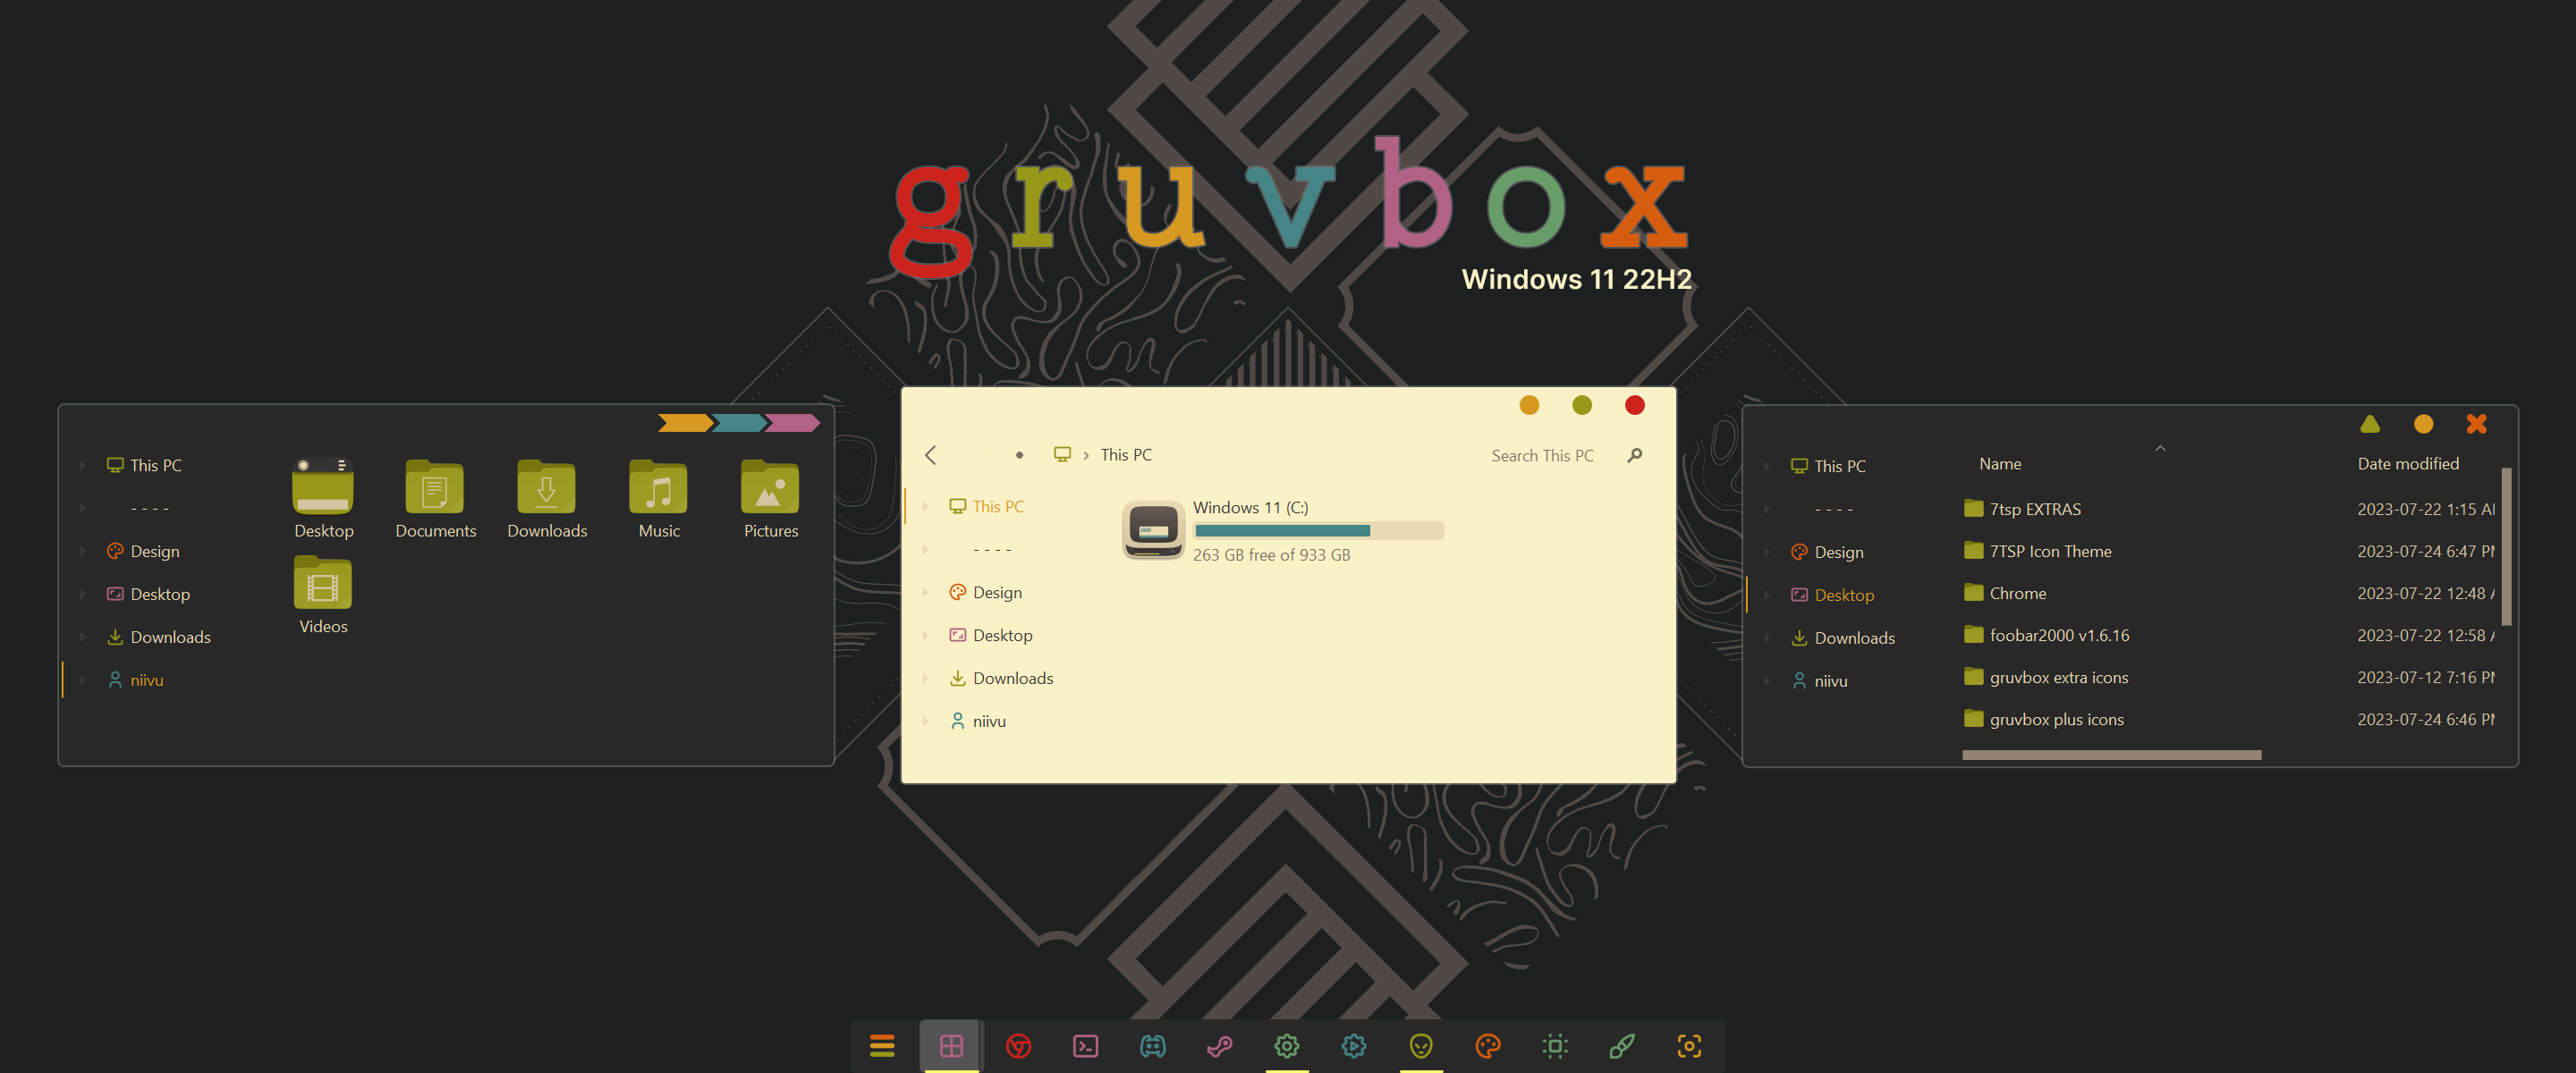 gruvbox
Windows 11 22H2
This PC
- - - -
Design
Desktop
Downloads
niivu
Desktop
Documents
Downloads
Music
Pictures
Videos
This PC
Search This PC
This PC
- - - -
Design
Desktop
Downloads
niivu
Windows 11 (C:)
263 GB free of 933 GB
This PC
- - - -
Design
Desktop
Downloads
niivu
Name Date modified
7tsp EXTRAS 2023-07-22 1:15 A
7TSP Icon Theme 2023-07-24 6:47 P
Chrome 2023-07-22 12:48
foobar2000 v1.6.16 2023-07-22 12:58
gruvbox extra icons 2023-07-12 7:16 P
gruvbox plus icons 2023-07-24 6:46 P